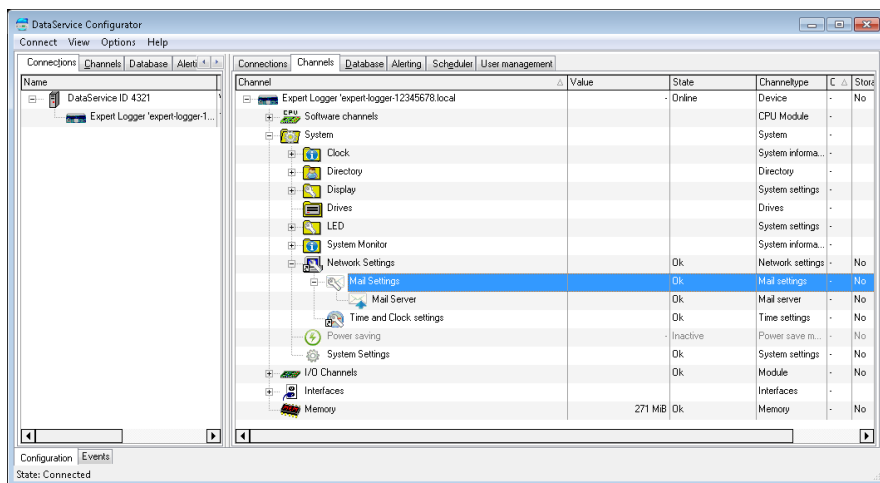 DataService Configurator
Connect View Options Help
Connections Channels Database Alerti
Connections Channels Database Alerting Scheduler User management
Name
Channel Value State Channeltype C Stora
DataService ID 4321
Expert Logger 'expert-logger-1...
Expert Logger 'expert-logger-12345678.local - Online Device - No
CPU Software channels CPU Module -
System System -
Clock System informa... -
Directory Directory -
Display System settings -
Drives Drives -
LED System settings -
System Monitor System informa... -
Network Settings Ok Network settings - No
Mail Settings Ok Mail settings - No
Mail Server Ok Mail server - No
Time and Clock settings Ok Time settings - No
Power saving - Inactive Power save m... - No
System Settings Ok System settings - No
I/O Channels Ok Module - No
Interfaces Interfaces -
Memory 271 MiB Ok Memory - No
Configuration Events
State: Connected